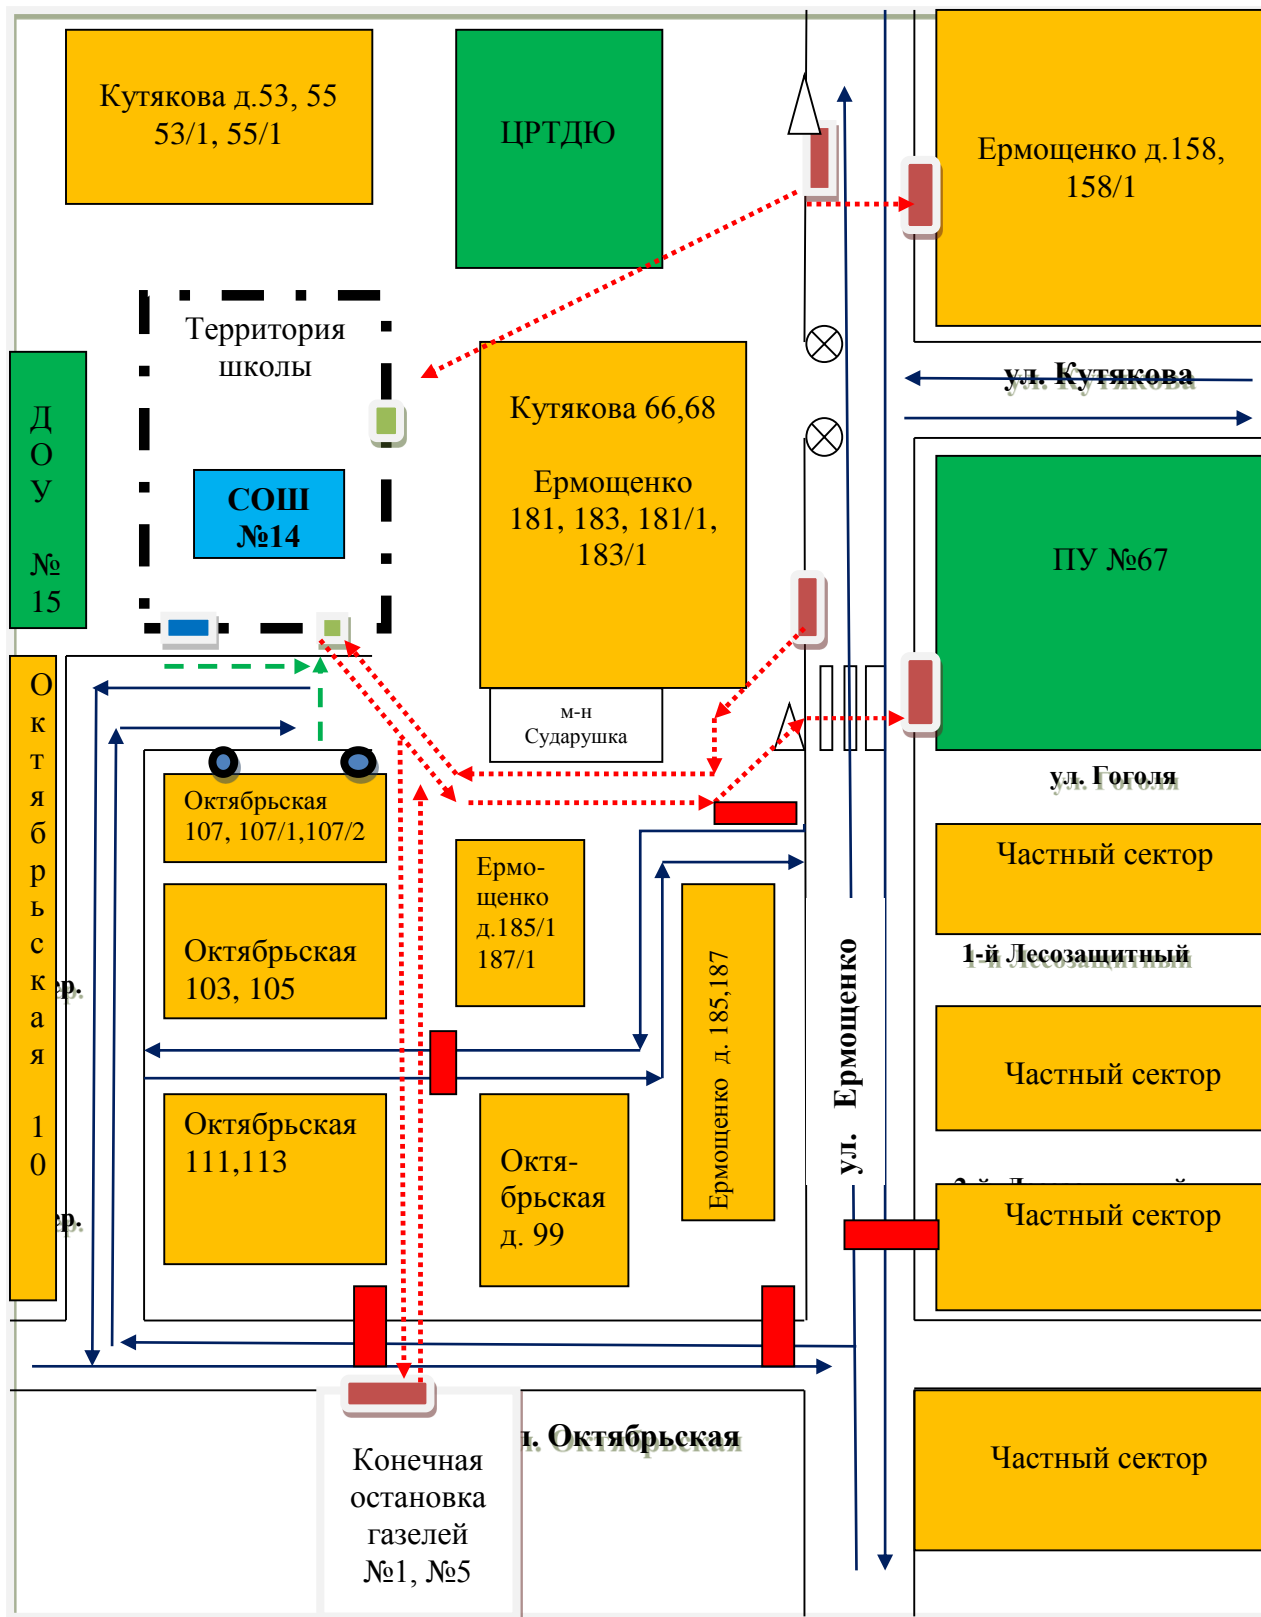 Кутякова д.53, 55
53/1, 55/1
ЦРТДЮ
Ермощенко д.158,
158/1
Территория
школы
ул. Кутякова
Кутякова 66,68
Ермощенко
181, 183, 181/1,
183/1
Д
О
У
№
15
СОШ
№14
ПУ №67
м-н
Сударушка
ул. Гоголя
О
к
т
я
б
р
ь
с
к
а
я
1
0
Октябрьская
107, 107/1,107/2
Ермо-
щенко
д.185/1
187/1
Частный сектор
1-й Лесозащитный
Октябрьская
103, 105
ер.
Ермощенко д. 185,187
ул. Ермощенко
Частный сектор
Октябрьская
111,113
Октя-
брьская
д. 99
ер.
Частный сектор
. Октябрьская
Конечная
остановка
газелей
№1, №5
Частный сектор